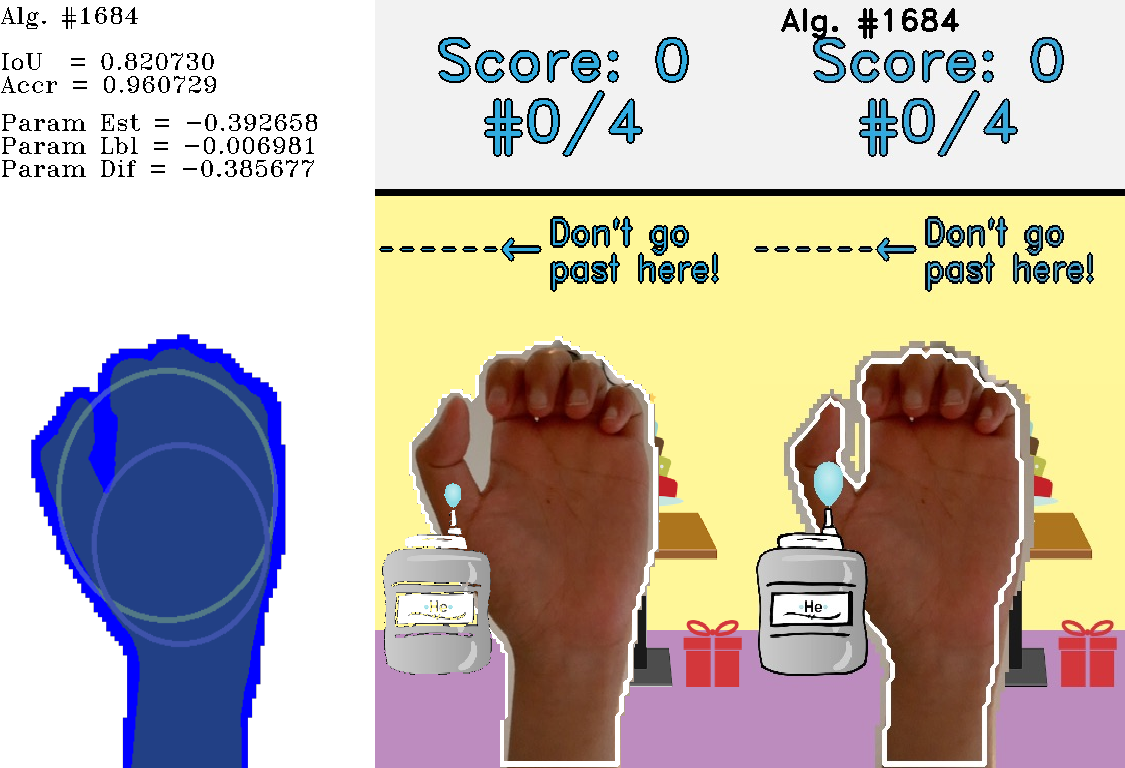 Alg. #1684
IoU = 0.820730
Accr = 0.960729
Param Est = -0.392658
Param Lbl = -0.006981
Param Dif = -0.385677
Score: 0
#0/4
Don't go
past here!
He
Alg. #1684
Score: 0
#0/4
Don't go
past here!
He